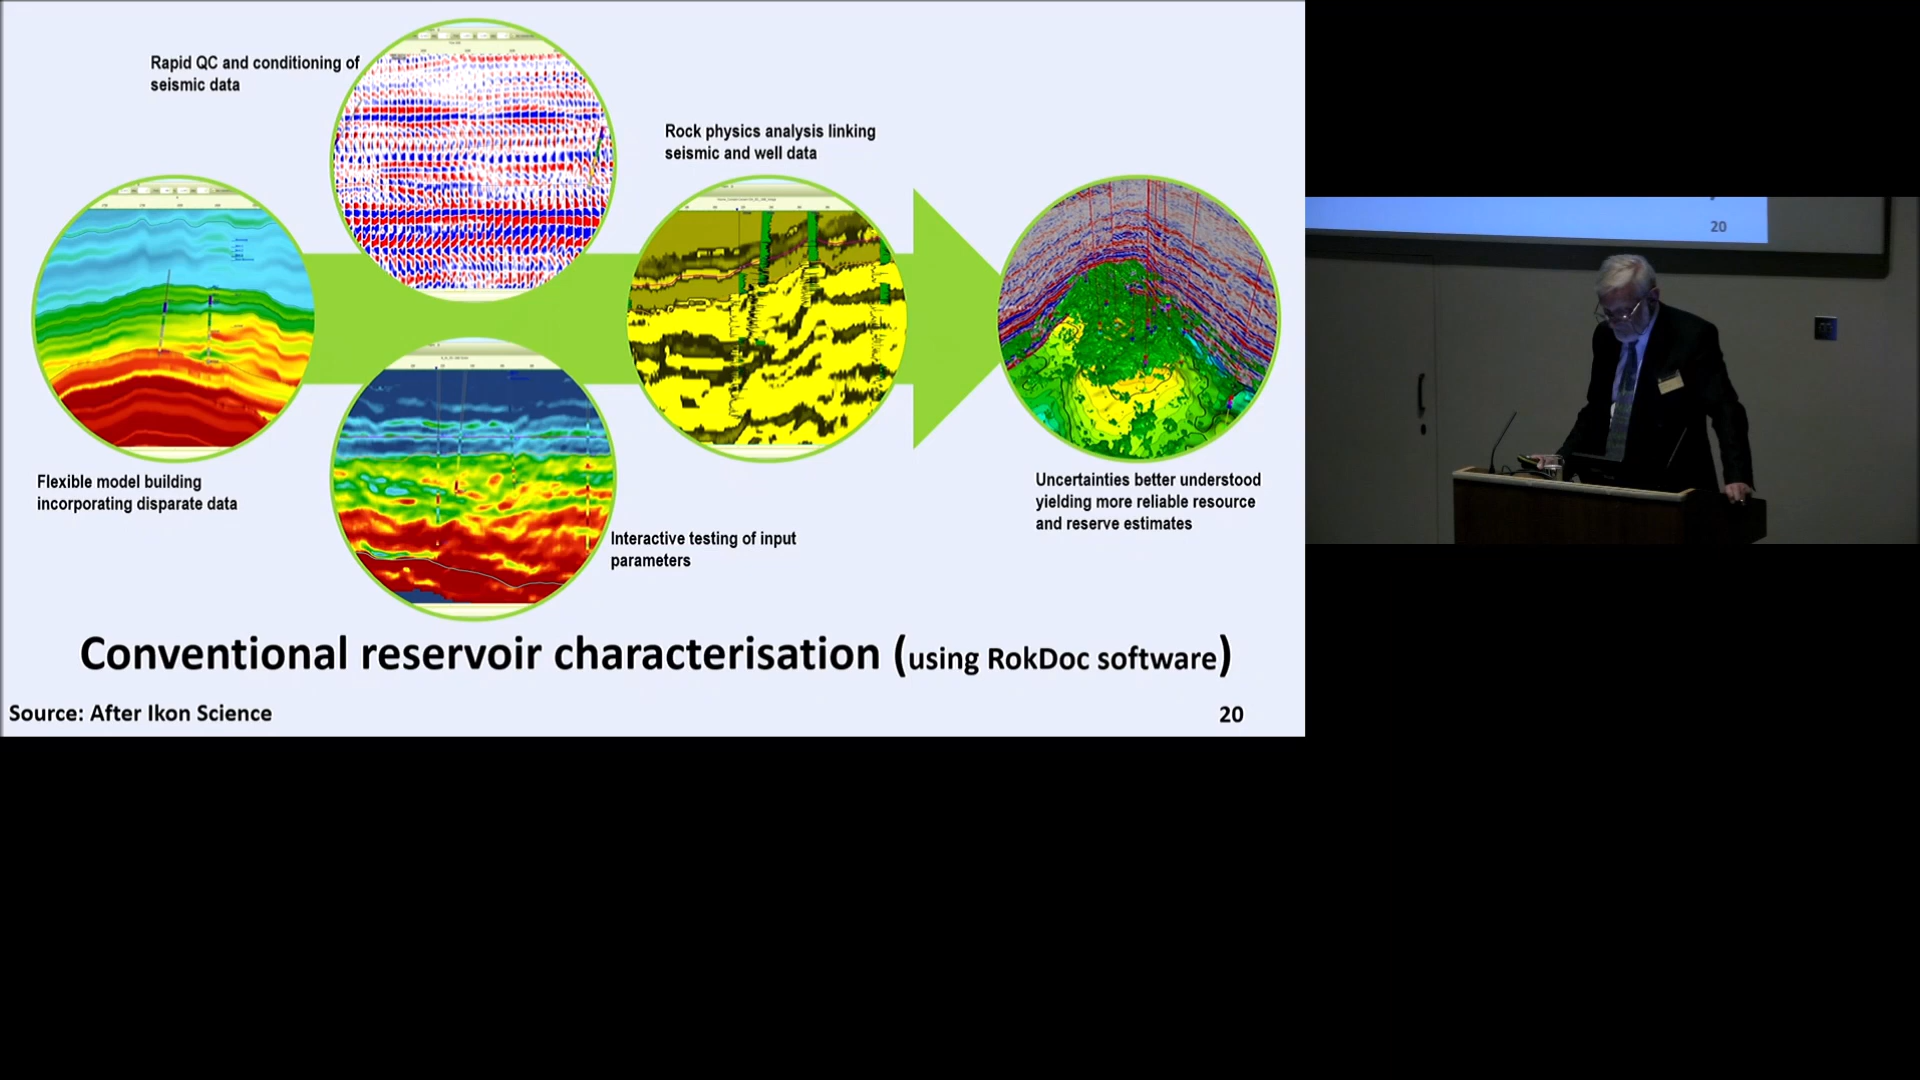 Rapid QC and conditioning of
seismic data
Rock physics analysis linking
seismic and well data
Flexible model building
incorporating disparate data
Interactive testing of input
parameters
Uncertainties better understood
yielding more reliable resource
and reserve estimates
Conventional reservoir characterisation (using RokDoc software)
Source: After Ikon Science
20
20